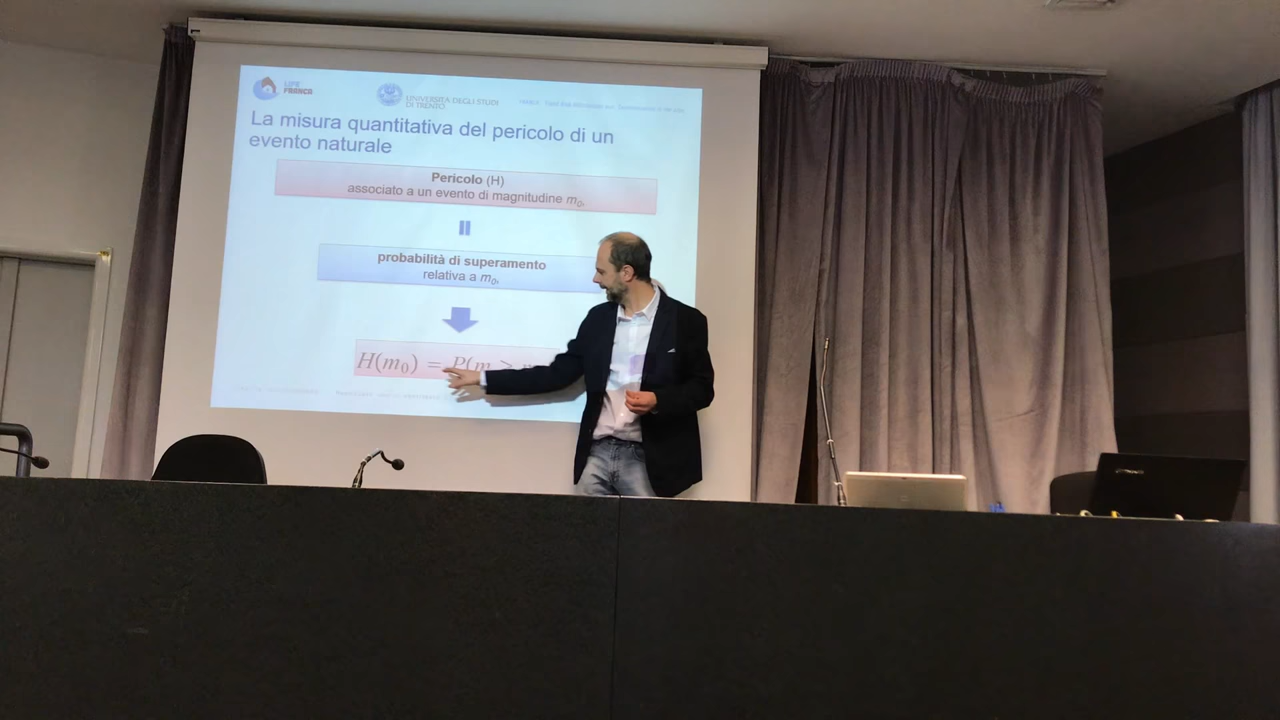 LIFE
FRANCA
UNIVERSITÀ DEGLI STUDI
DI TRENTO
La misura quantitativa del pericolo di un
evento naturale
Pericolo (H)
associato a un evento di magnitudine m₀,
probabilità di superamento
relativa a m₀,
H(m₀) = P(m ≥